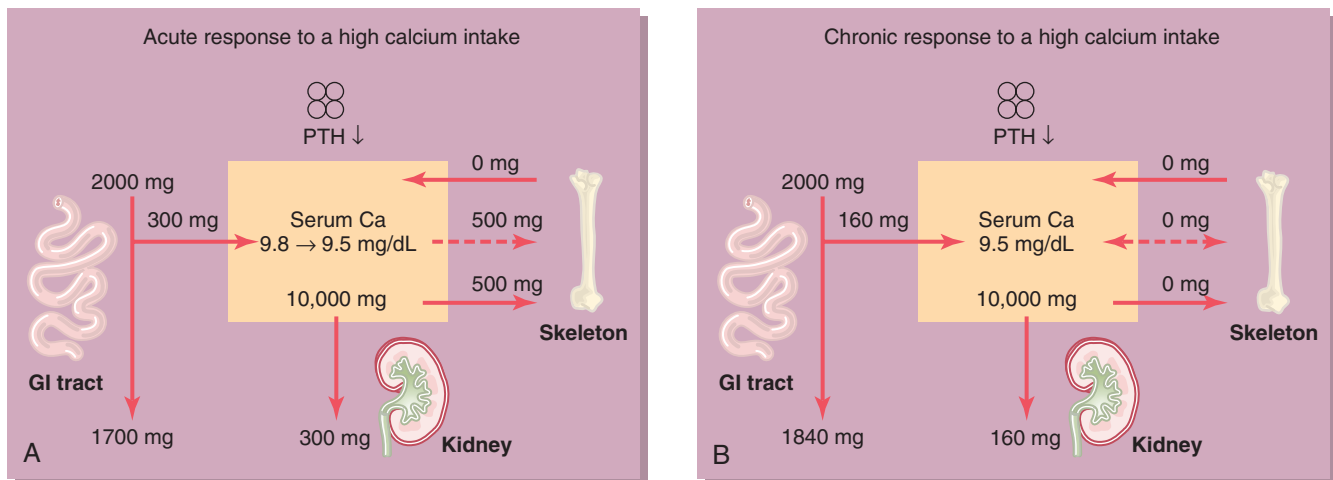 Acute response to a high calcium intake
PTH ↓
0 mg
2000 mg
300 mg
Serum Ca
500 mg
9.8 → 9.5 mg/dL
10,000 mg
500 mg
Skeleton
GI tract
1700 mg
300 mg
Kidney
A
Chronic response to a high calcium intake
PTH ↓
0 mg
2000 mg
160 mg
Serum Ca
0 mg
9.5 mg/dL
10,000 mg
0 mg
Skeleton
GI tract
1840 mg
160 mg
Kidney
B